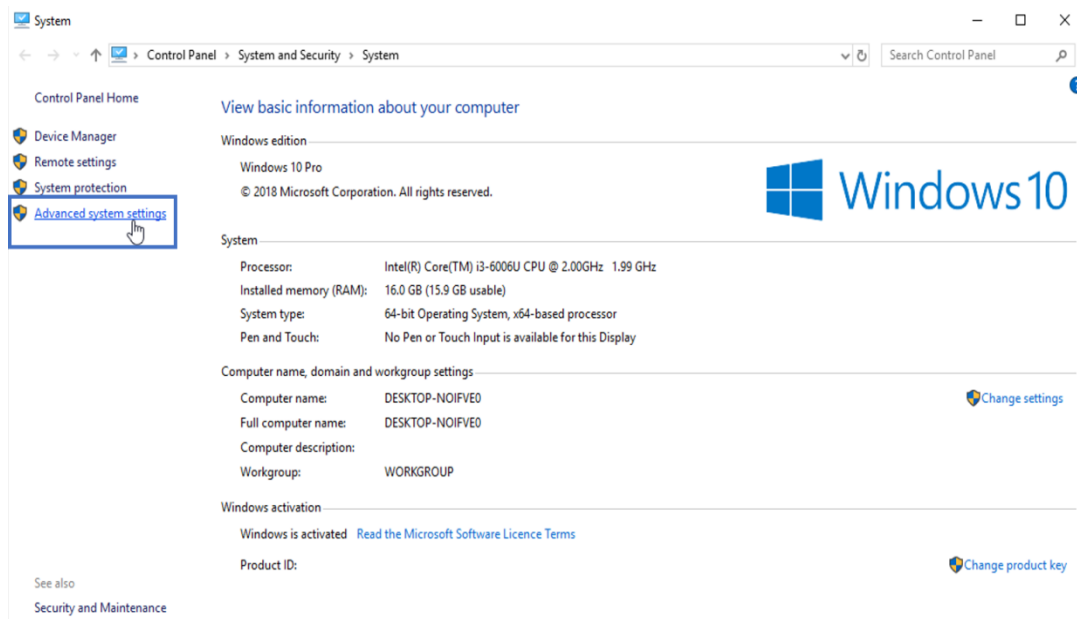 System
Control Panel > System and Security > System
Search Control Panel
Control Panel Home
Device Manager
Remote settings
System protection
Advanced system settings
View basic information about your computer
Windows edition
Windows 10 Pro
© 2018 Microsoft Corporation. All rights reserved.
Windows 10
System
Processor: Intel(R) Core(TM) i3-6006U CPU @ 2.00GHz 1.99 GHz
Installed memory (RAM): 16.0 GB (15.9 GB usable)
System type: 64-bit Operating System, x64-based processor
Pen and Touch: No Pen or Touch Input is available for this Display
Computer name, domain and workgroup settings
Computer name: DESKTOP-NOIFVE0 Change settings
Full computer name: DESKTOP-NOIFVE0
Computer description:
Workgroup: WORKGROUP
Windows activation
Windows is activated Read the Microsoft Software Licence Terms
Product ID: Change product key
See also
Security and Maintenance